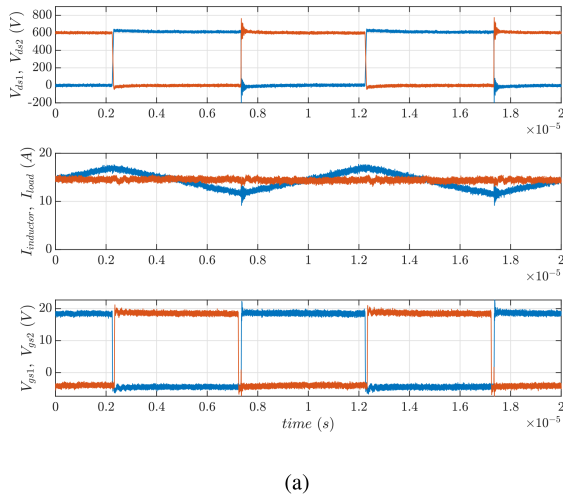 800
600
400
200
0
-200
V_{ds1}, V_{ds2} (V)
0 0.2 0.4 0.6 0.8 1 1.2 1.4 1.6 1.8 2
×10^{-5}
20
10
0
I_{inductor}, I_{load} (A)
0 0.2 0.4 0.6 0.8 1 1.2 1.4 1.6 1.8 2
×10^{-5}
20
10
0
V_{gs1}, V_{gs2} (V)
0 0.2 0.4 0.6 0.8 1 1.2 1.4 1.6 1.8 2
time (s)
×10^{-5}
(a)